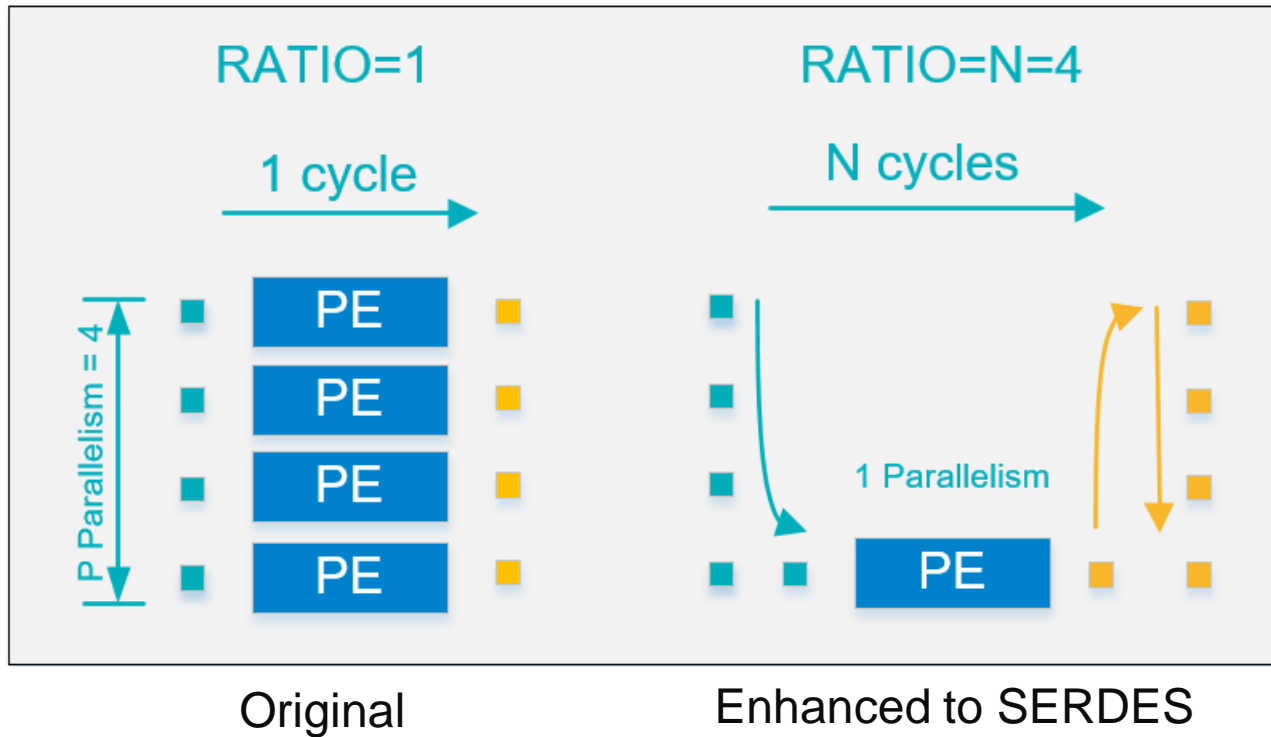 RATIO=1
1 cycle
P Parallelism = 4
PE
PE
PE
PE
Original
RATIO=N=4
N cycles
1 Parallelism
PE
Enhanced to SERDES